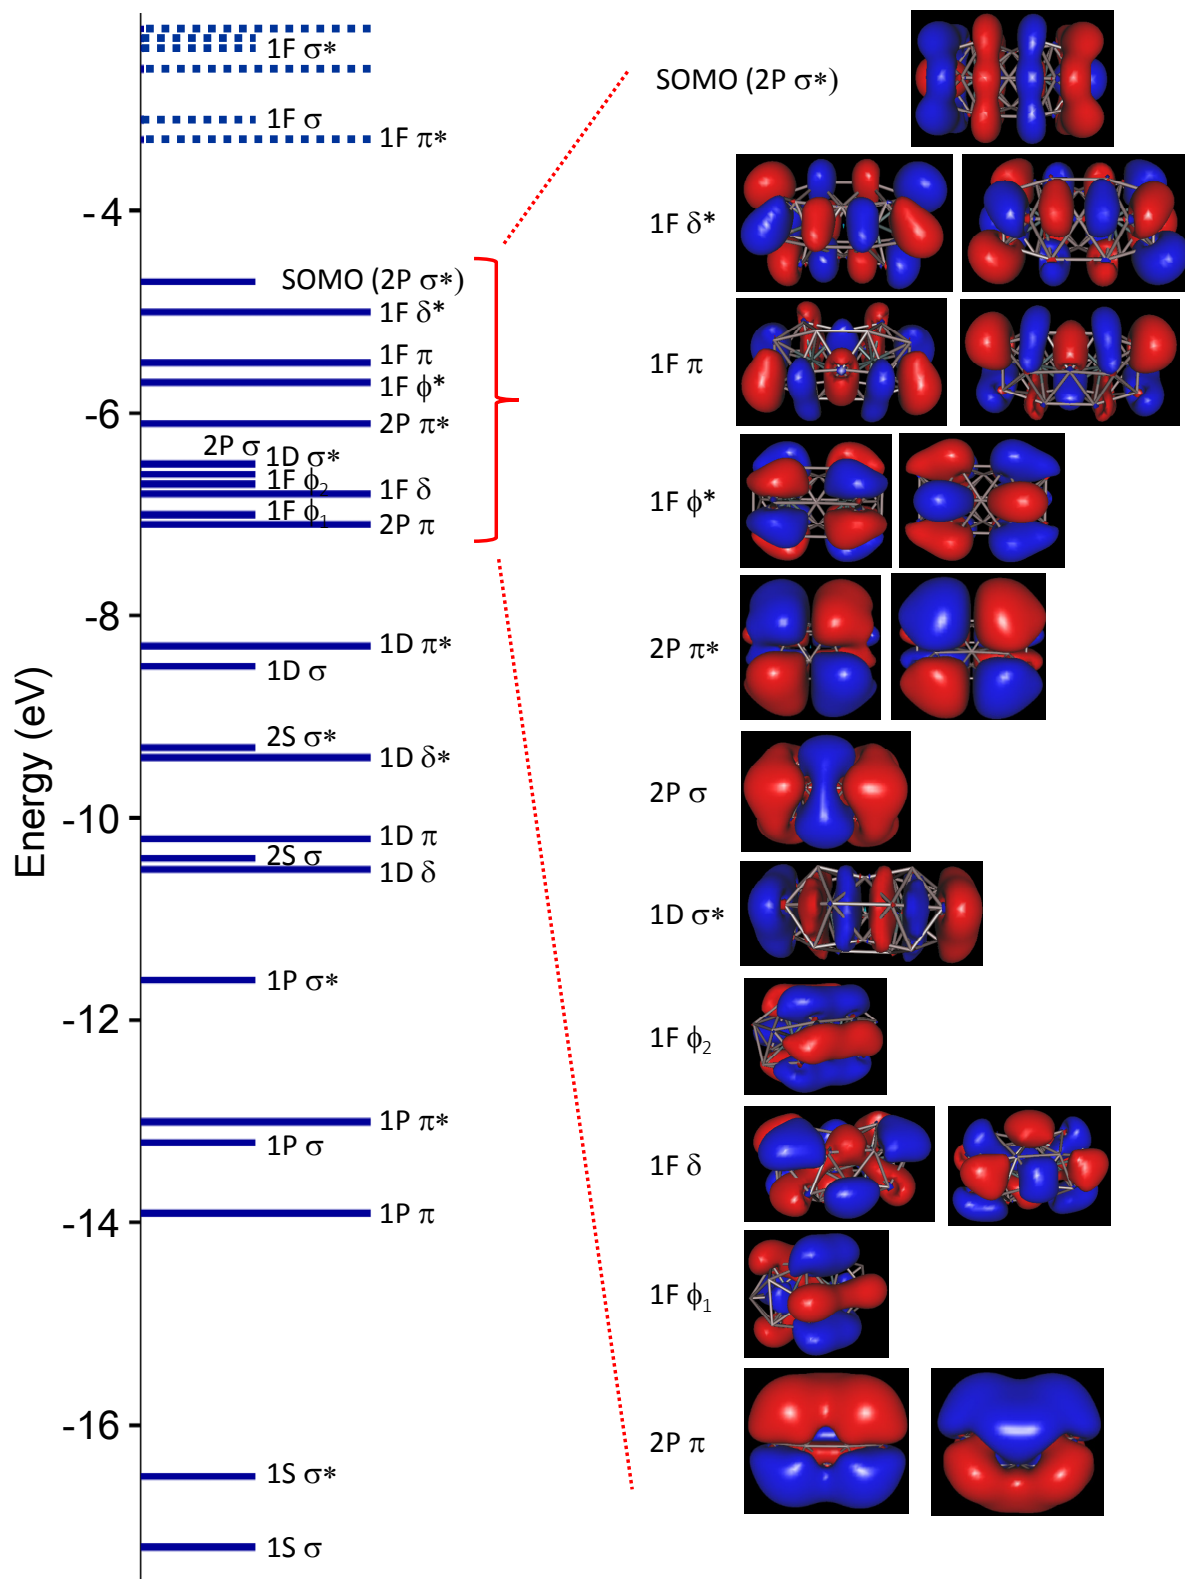 1F σ*
1F σ
1F π*
-4
SOMO (2P σ*)
1F δ*
1F π
1F ϕ*
-6
2P π*
2P σ
1D σ*
1F ϕ₂
1F δ
1F ϕ₁
2P π
-8
1D π*
1D σ
2S σ*
1D δ*
-10
1D π
2S σ
1D δ
1P σ*
-12
1P π*
1P σ
1P π
-14
-16
1S σ*
1S σ
Energy (eV)
SOMO (2P σ*)
1F δ*
1F π
1F ϕ*
2P π*
2P σ
1D σ*
1F ϕ₂
1F δ
1F ϕ₁
2P π